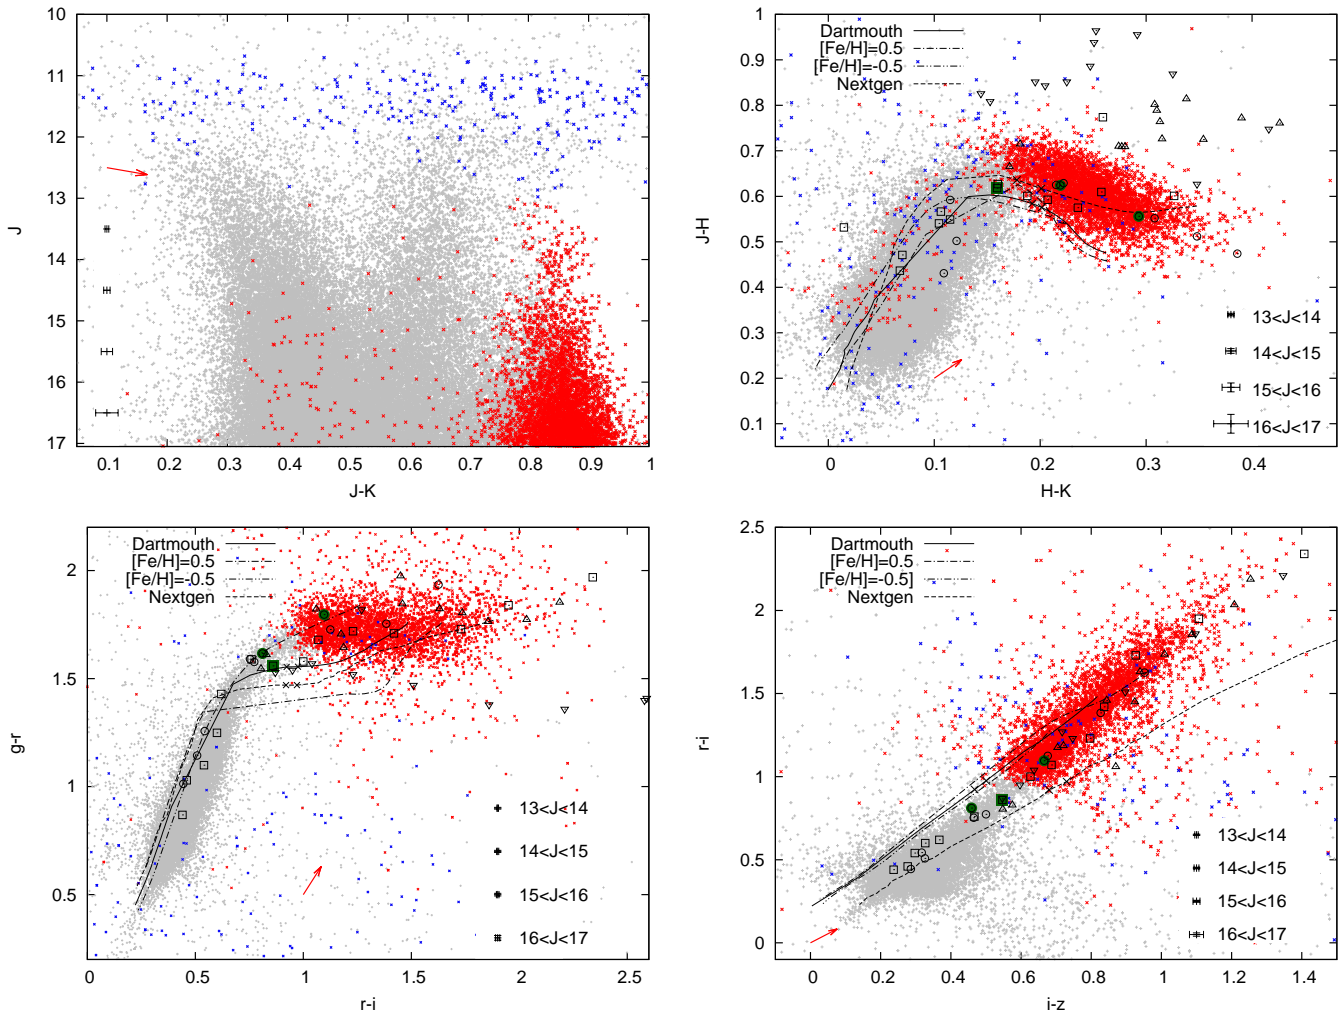 10
11
12
13
14
15
16
17
J
0.1 0.2 0.3 0.4 0.5 0.6 0.7 0.8 0.9 1
J-K
Dartmouth
[Fe/H]=0.5
[Fe/H]=-0.5
Nextgen
1
0.9
0.8
0.7
0.6
0.5
0.4
0.3
0.2
0.1
J-H
13<J<14
14<J<15
15<J<16
16<J<17
0 0.1 0.2 0.3 0.4
H-K
Dartmouth
[Fe/H]=0.5
[Fe/H]=-0.5
Nextgen
2
1.5
1
0.5
g-r
13<J<14
14<J<15
15<J<16
16<J<17
0 0.5 1 1.5 2 2.5
r-i
Dartmouth
[Fe/H]=0.5
[Fe/H]=-0.5]
Nextgen
2.5
2
1.5
1
0.5
0
r-i
13<J<14
14<J<15
15<J<16
16<J<17
0 0.2 0.4 0.6 0.8 1 1.2 1.4
i-z